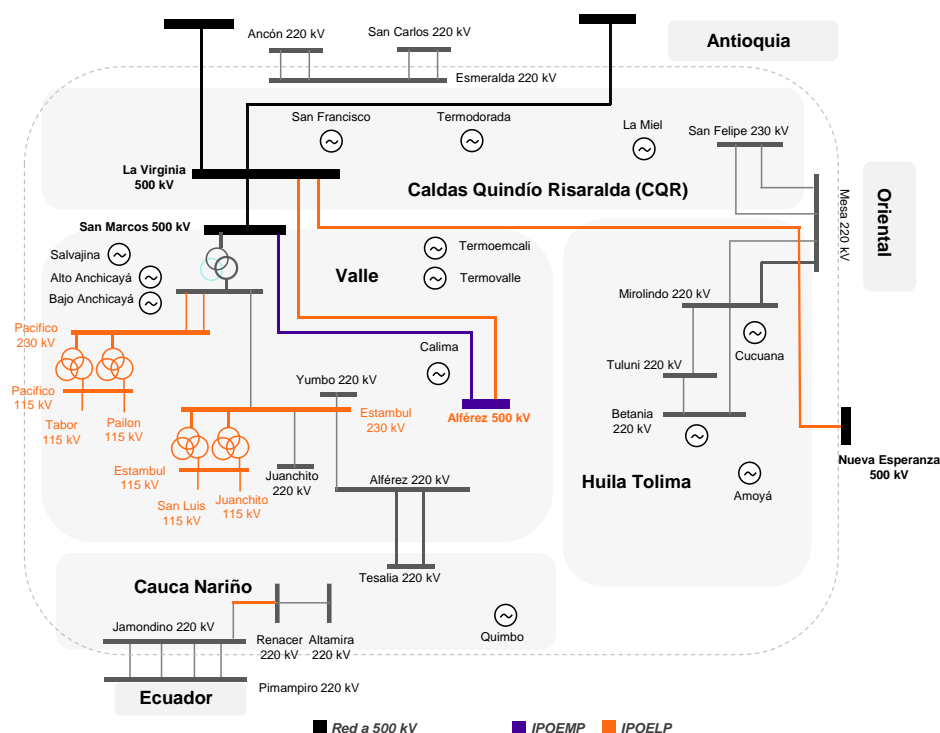 Ancón 220 kV
San Carlos 220 kV
Antioquia
Esmeralda 220 kV
San Francisco
Termodorada
La Miel
San Felipe 230 kV
La Virginia
500 kV
Caldas Quindío Risaralda (CQR)
Mesa 220 kV
Oriental
San Marcos 500 kV
Salvajina
Alto Anchicayá
Bajo Anchicayá
Valle
Termoemcali
Termovalle
Mirolindo 220 kV
Pacifico
230 kV
Calima
Cucuana
Tuluni 220 kV
Pacifico
115 kV
Yumbo 220 kV
Tabor
115 kV
Pailon
115 kV
Estambul
230 kV
Alférez 500 kV
Betania
220 kV
Nueva Esperanza
500 kV
Estambul
115 kV
Juanchito
220 kV
Alférez 220 kV
Huila Tolima
Amoyá
San Luis
115 kV
Juanchito
115 kV
Tesalia 220 kV
Cauca Nariño
Jamondino 220 kV
Renacer
220 kV
Altamira
220 kV
Quimbo
Ecuador
Pimampiro 220 kV
Red a 500 kV
IPOEMP
IPOELP